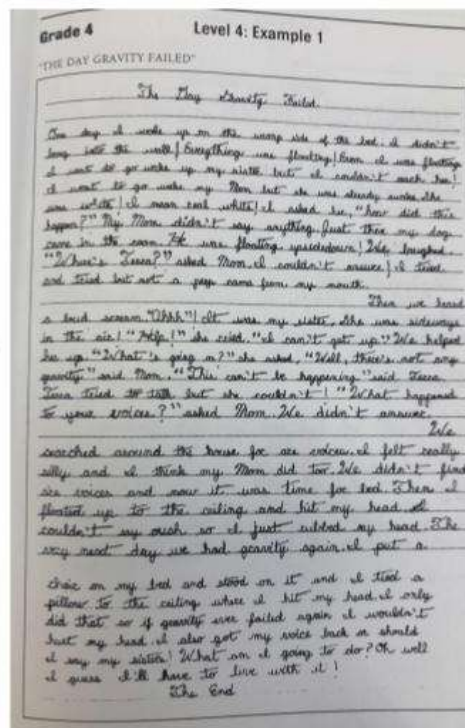 Grade 4 Level 4: Example 1
"THE DAY GRAVITY FAILED"
The Day Gravity Failed
One day I woke up on the wrong side of the bed. I didn't
bang into the wall! Everything was floating! Even I was floating
I went to go wake up my sister but I couldn't reach her!
I went to go wake my Mom but she was already awake. She
was white! I mean coal white! I asked her, "how did this
happen?" My Mom didn't say anything. Just then my dog
came in the room. He was floating upsidedown! We laughed.
"Where's Teresa?" asked Mom. I couldn't answer! I tried
and tried but not a peep came from my mouth.
Then we heard
a loud scream. "Ahhh"! It was my sister. She was sideways
in the air! "Help!" she cried. "I can't get up". We helped
her up. "What's going on?" she asked. "Well, there's not any
gravity" said Mom. "This can't be happening" said
tried to talk but she couldn't! "What happened
to your voices?" asked Mom. We didn't answer.
We
searched around the house for are voices. I felt really
silly and I think my Mom did too. We didn't find
are voices and now it was time for bed. Then I
floated up to the ceiling and hit my head. I
couldn't say ouch so I just rubbed my head. The
very next day we had gravity again. I put a
chair on my bed and stood on it and I tied a
pillow to the ceiling where I hit my head. I only
did that so if gravity ever failed again I wouldn't
hurt my head. I also got my voice back or should
I say my sisters! What am I going to do? Oh well
I guess I'll have to live with it!
The End